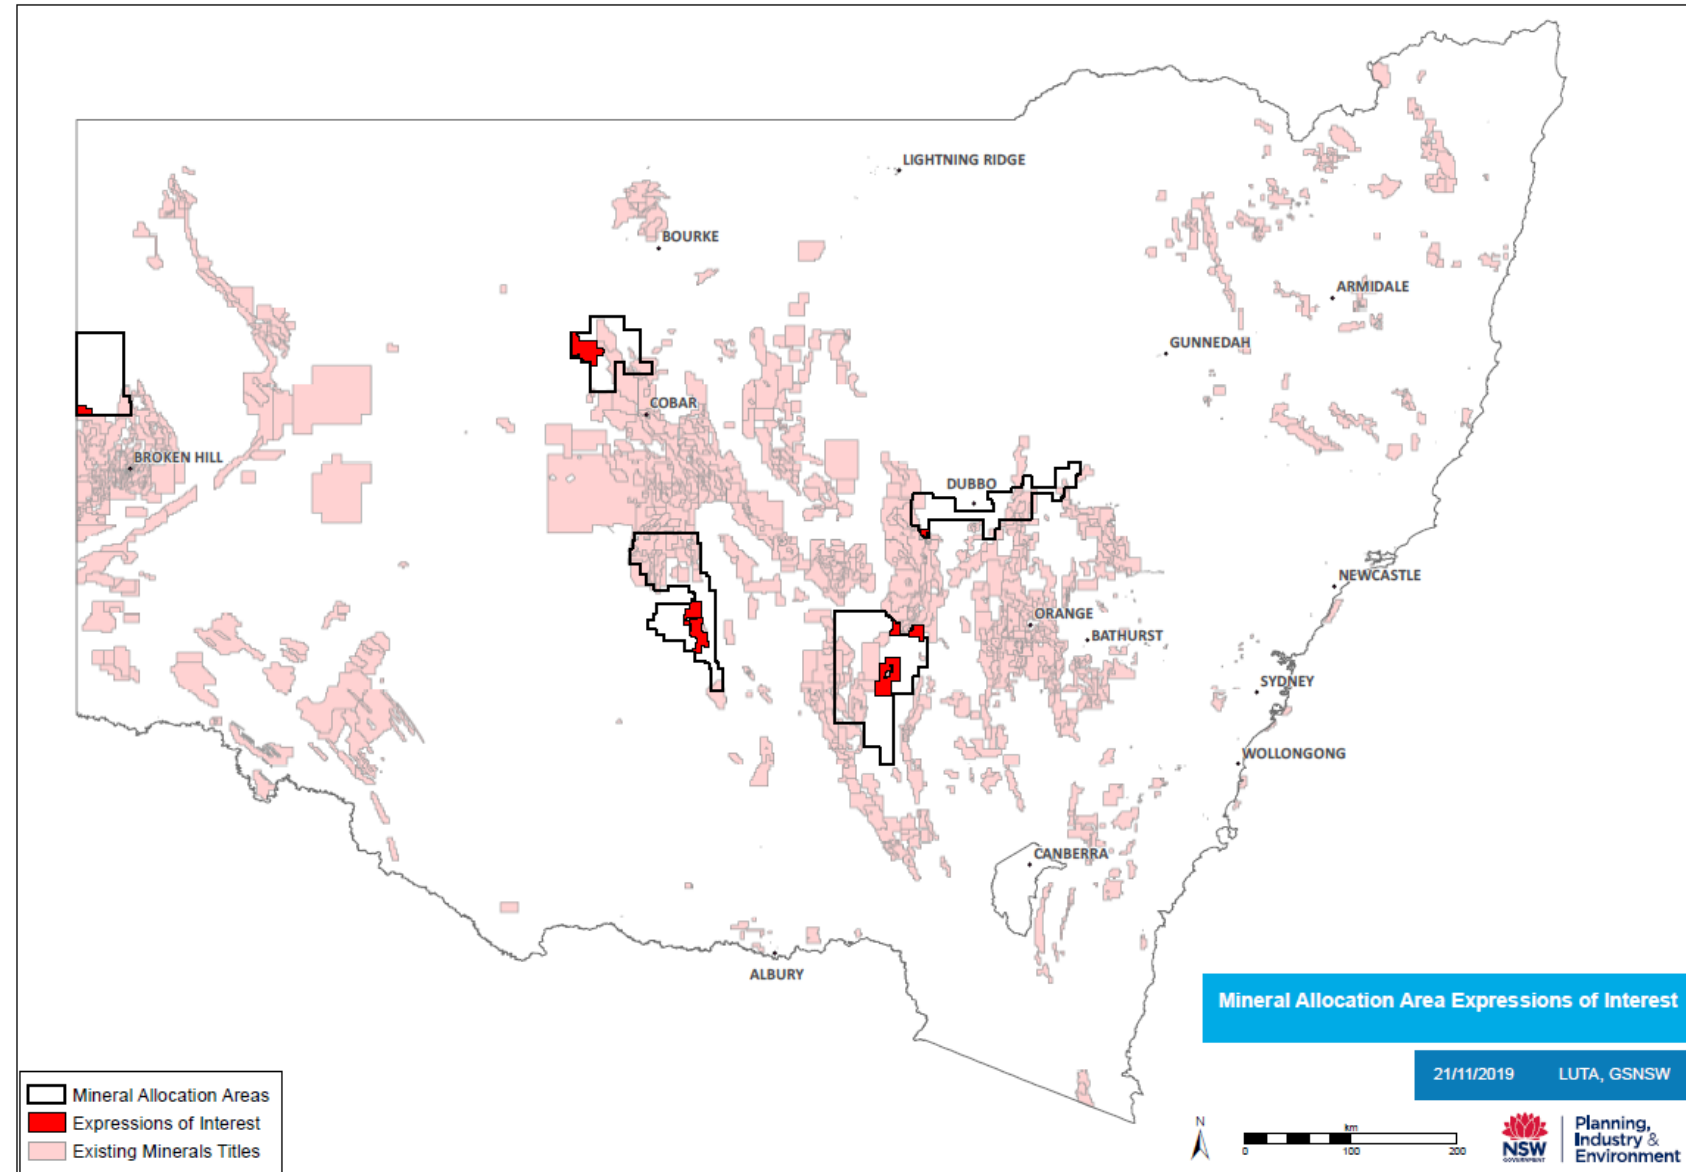 LIGHTNING RIDGE
BOURKE
ARMIDALE
GUNNEDAH
COBAR
BROKEN HILL
DUBBO
NEWCASTLE
ORANGE
BATHURST
SYDNEY
WOLLONGONG
CANBERRA
ALBURY
Mineral Allocation Area Expressions of Interest
21/11/2019 LUTA, GSNSW
Mineral Allocation Areas
Expressions of Interest
Existing Minerals Titles
N
km
0 100 200
NSW
GOVERNMENT
Planning,
Industry &
Environment